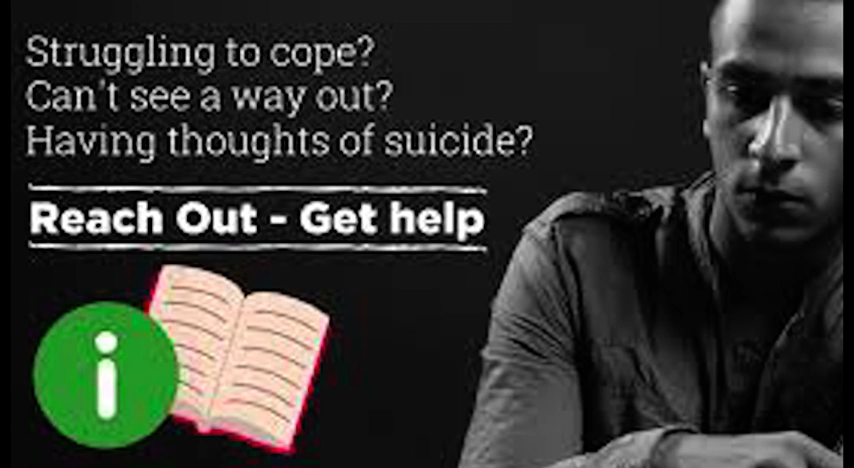 Struggling to cope?
Can't see a way out?
Having thoughts of suicide?
Reach Out - Get help
i